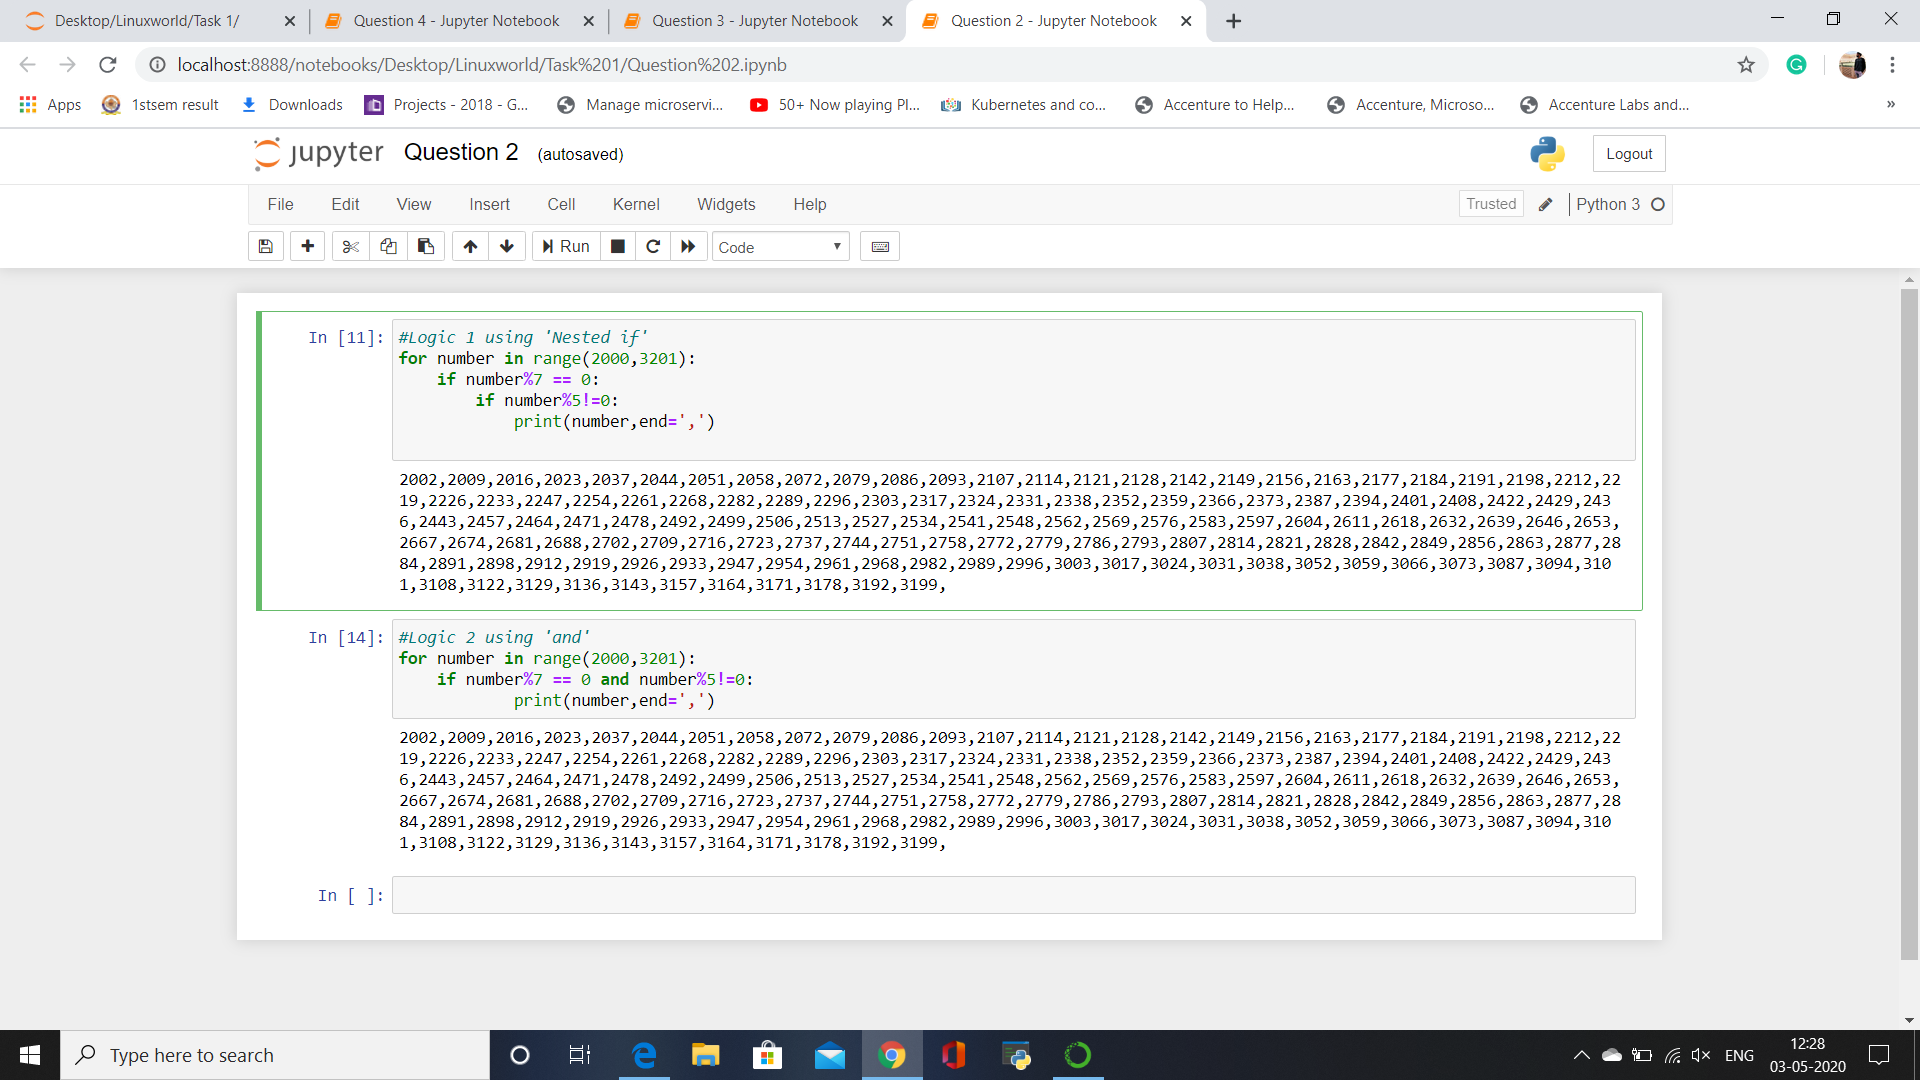 Desktop/Linuxworld/Task 1/
Question 4 - Jupyter Notebook
Question 3 - Jupyter Notebook
Question 2 - Jupyter Notebook
localhost:8888/notebooks/Desktop/Linuxworld/Task%201/Question%202.ipynb
Apps
1stsem result
Downloads
Projects - 2018 - G...
Manage microservi...
50+ Now playing Pl...
Kubernetes and co...
Accenture to Help...
Accenture, Microso...
Accenture Labs and...
»
jupyter Question 2 (autosaved)
Logout
File Edit View Insert Cell Kernel Widgets Help
Trusted
Python 3
Run
Code
In [11]:
#Logic 1 using 'Nested if'
for number in range(2000,3201):
    if number%7 == 0:
        if number%5!=0:
            print(number,end=',')
2002,2009,2016,2023,2037,2044,2051,2058,2072,2079,2086,2093,2107,2114,2121,2128,2142,2149,2156,2163,2177,2184,2191,2198,2212,22
19,2226,2233,2247,2254,2261,2268,2282,2289,2296,2303,2317,2324,2331,2338,2352,2359,2366,2373,2387,2394,2401,2408,2422,2429,243
6,2443,2457,2464,2471,2478,2492,2499,2506,2513,2527,2534,2541,2548,2562,2569,2576,2583,2597,2604,2611,2618,2632,2639,2646,2653,
2667,2674,2681,2688,2702,2709,2716,2723,2737,2744,2751,2758,2772,2779,2786,2793,2807,2814,2821,2828,2842,2849,2856,2863,2877,28
84,2891,2898,2912,2919,2926,2933,2947,2954,2961,2968,2982,2989,2996,3003,3017,3024,3031,3038,3052,3059,3066,3073,3087,3094,310
1,3108,3122,3129,3136,3143,3157,3164,3171,3178,3192,3199,
In [14]:
#Logic 2 using 'and'
for number in range(2000,3201):
    if number%7 == 0 and number%5!=0:
            print(number,end=',')
2002,2009,2016,2023,2037,2044,2051,2058,2072,2079,2086,2093,2107,2114,2121,2128,2142,2149,2156,2163,2177,2184,2191,2198,2212,22
19,2226,2233,2247,2254,2261,2268,2282,2289,2296,2303,2317,2324,2331,2338,2352,2359,2366,2373,2387,2394,2401,2408,2422,2429,243
6,2443,2457,2464,2471,2478,2492,2499,2506,2513,2527,2534,2541,2548,2562,2569,2576,2583,2597,2604,2611,2618,2632,2639,2646,2653,
2667,2674,2681,2688,2702,2709,2716,2723,2737,2744,2751,2758,2772,2779,2786,2793,2807,2814,2821,2828,2842,2849,2856,2863,2877,28
84,2891,2898,2912,2919,2926,2933,2947,2954,2961,2968,2982,2989,2996,3003,3017,3024,3031,3038,3052,3059,3066,3073,3087,3094,310
1,3108,3122,3129,3136,3143,3157,3164,3171,3178,3192,3199,
In [ ]:
Type here to search
ENG
12:28
03-05-2020